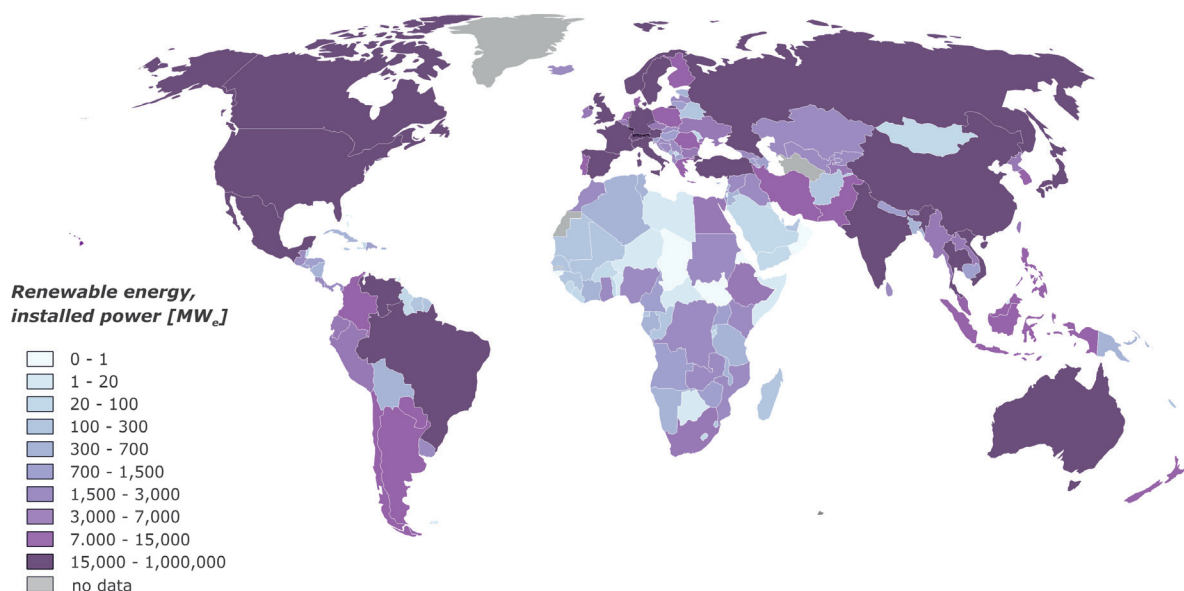 Renewable energy,
installed power [MWₑ]
0 - 1
1 - 20
20 - 100
100 - 300
300 - 700
700 - 1,500
1,500 - 3,000
3,000 - 7,000
7.000 - 15,000
15,000 - 1,000,000
no data